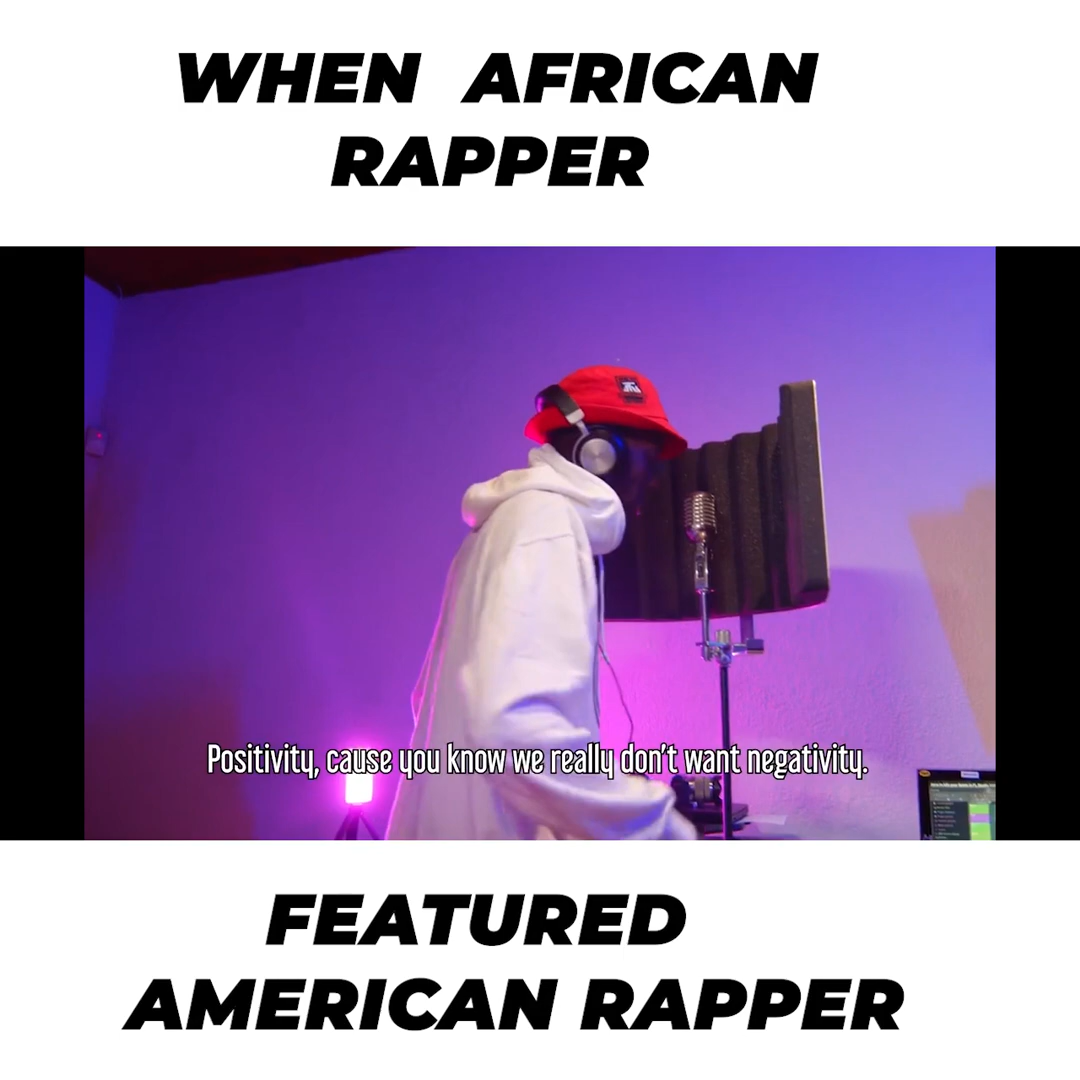 WHEN AFRICAN
RAPPER
Positivity, cause you know we really don't want negativity.
FEATURED
AMERICAN RAPPER